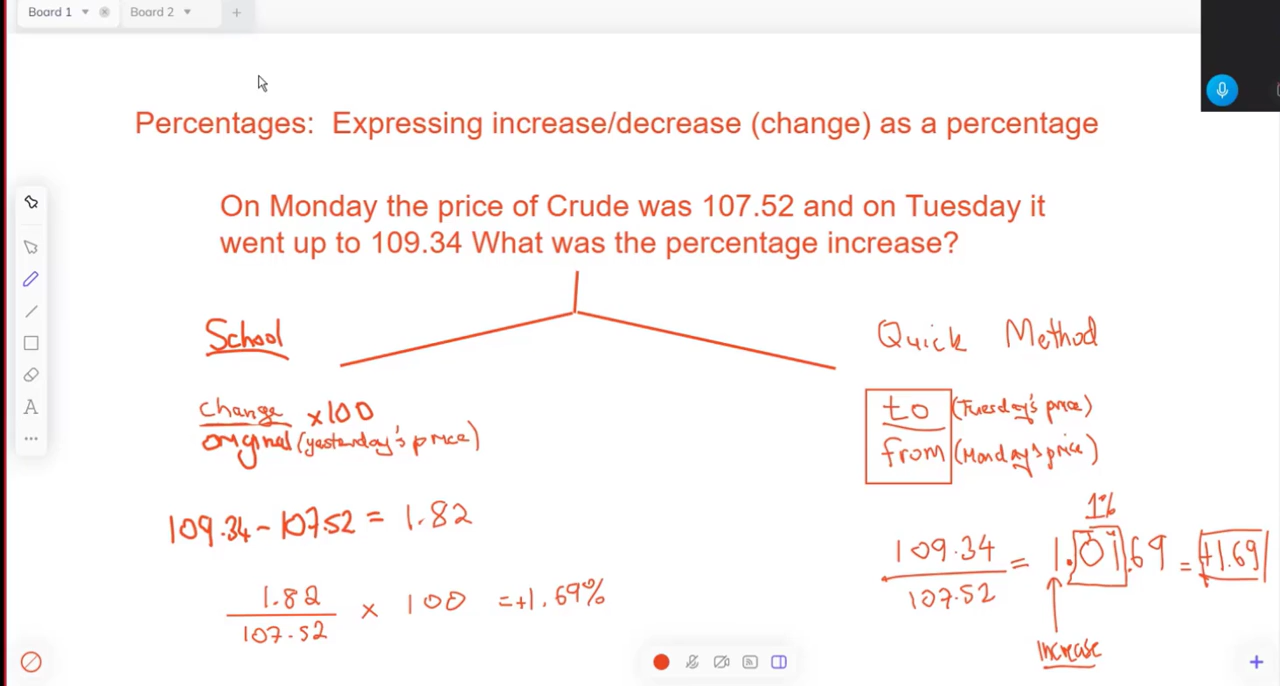 Board 1
Board 2
Percentages: Expressing increase/decrease (change) as a percentage
On Monday the price of Crude was 107.52 and on Tuesday it
went up to 109.34 What was the percentage increase?
School
change x100
original (yesterday's price)
109.34 - 107.52 = 1.82
1.82
107.52
x 100 = +1.69%
Quick Method
to (Tuesday's price)
from (Monday's price)
1%
109.34
107.52
= 1.01.69 = +1.69
increase
A